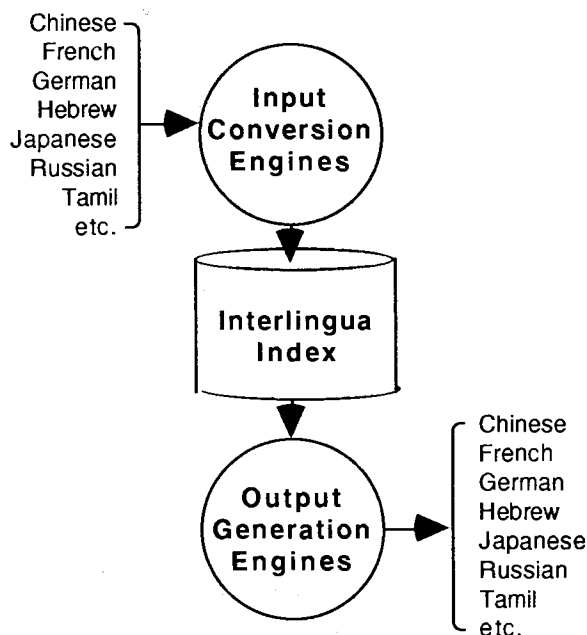 Chinese
French
German
Hebrew
Japanese
Russian
Tamil
etc.
Input
Conversion
Engines
Interlingua
Index
Output
Generation
Engines
Chinese
French
German
Hebrew
Japanese
Russian
Tamil
etc.